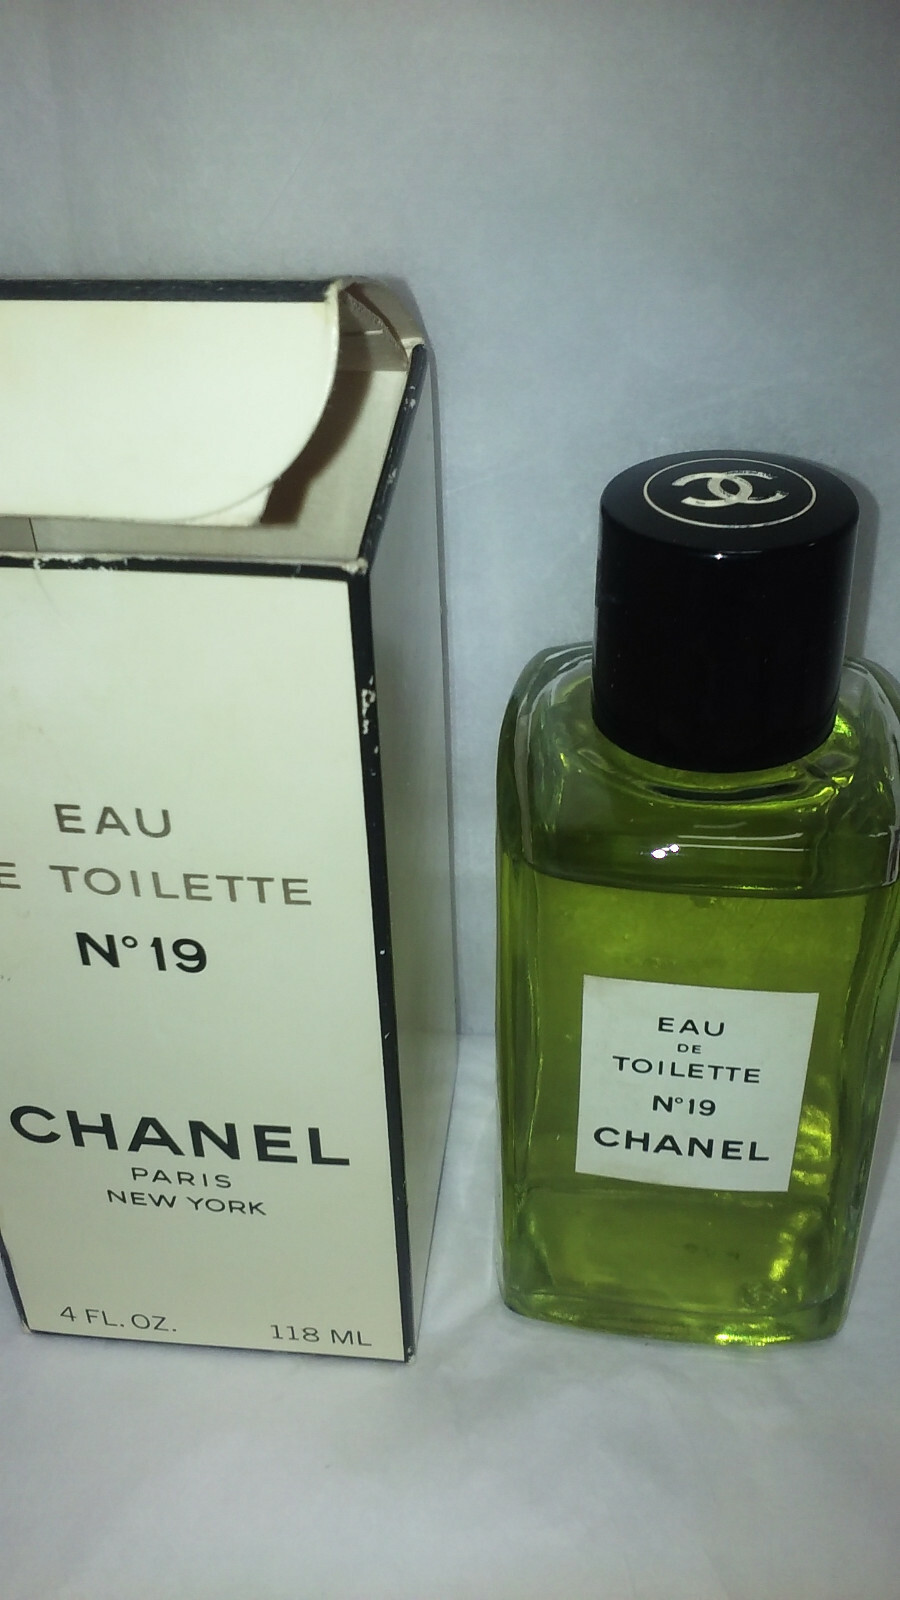 EAU
E TOILETTE
N° 19
CHANEL
PARIS
NEW YORK
4 FL. OZ. 118 ML
EAU
DE
TOILETTE
N° 19
CHANEL